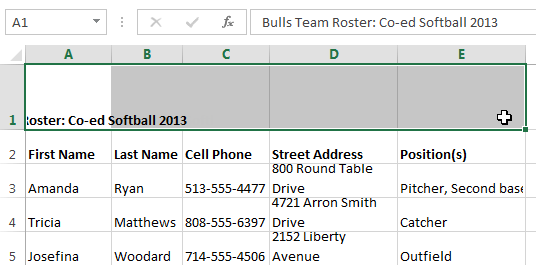 A1 fx Bulls Team Roster: Co-ed Softball 2013
A B C D E
1 Roster: Co-ed Softball 2013
2 First Name Last Name Cell Phone Street Address Position(s)
800 Round Table
3 Amanda Ryan 513-555-4477 Drive Pitcher, Second base
4721 Arron Smith
4 Tricia Matthews 808-555-6397 Drive Catcher
2152 Liberty
5 Josefina Woodard 714-555-4506 Avenue Outfield